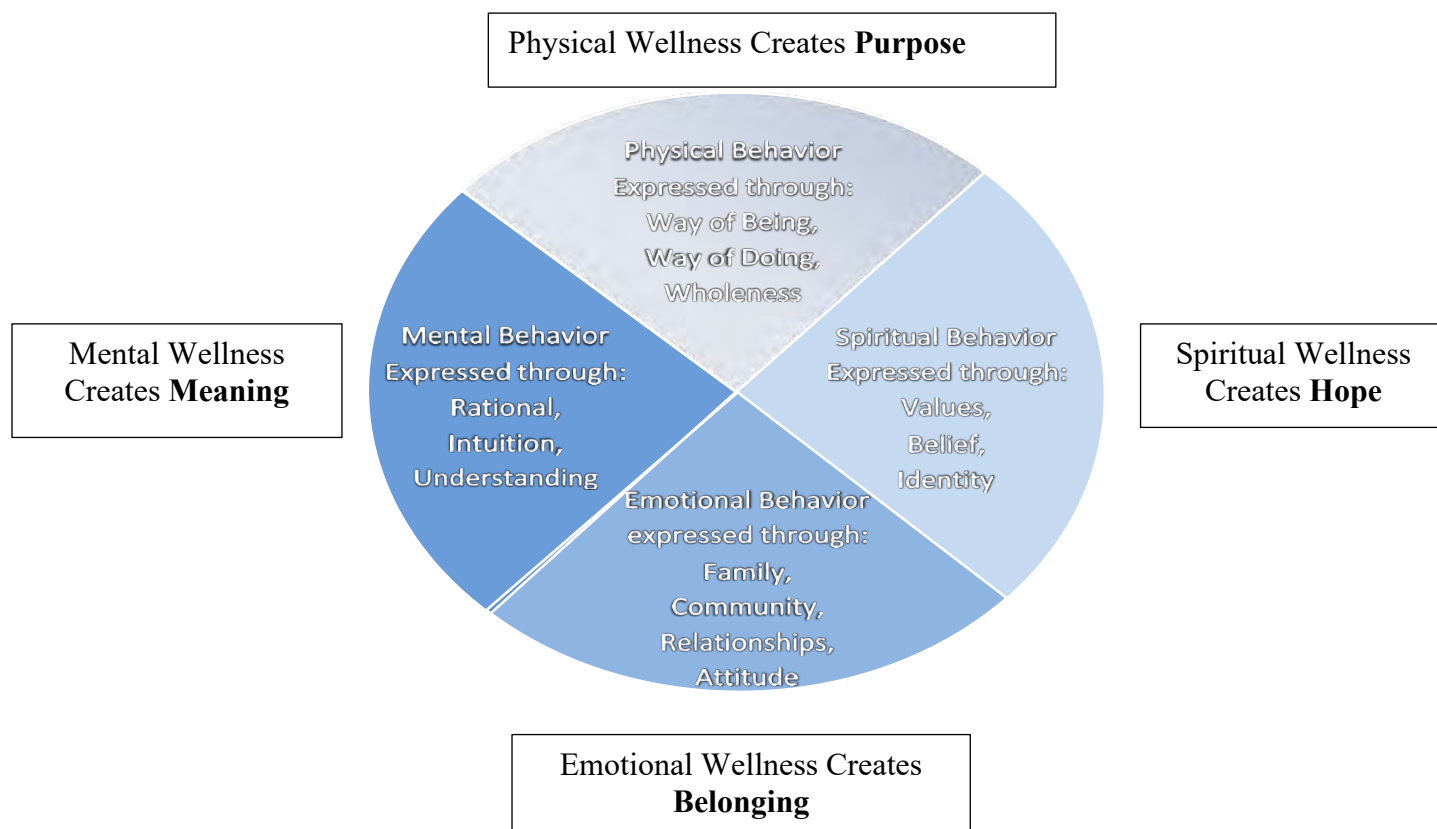 Physical Wellness Creates Purpose
Physical Behavior
Expressed through:
Way of Being,
Way of Doing,
Wholeness
Mental Wellness
Creates Meaning
Mental Behavior
Expressed through:
Rational,
Intuition,
Understanding
Spiritual Behavior
Expressed through:
Values,
Belief,
Identity
Spiritual Wellness
Creates Hope
Emotional Behavior
expressed through:
Family,
Community,
Relationships,
Attitude
Emotional Wellness Creates
Belonging